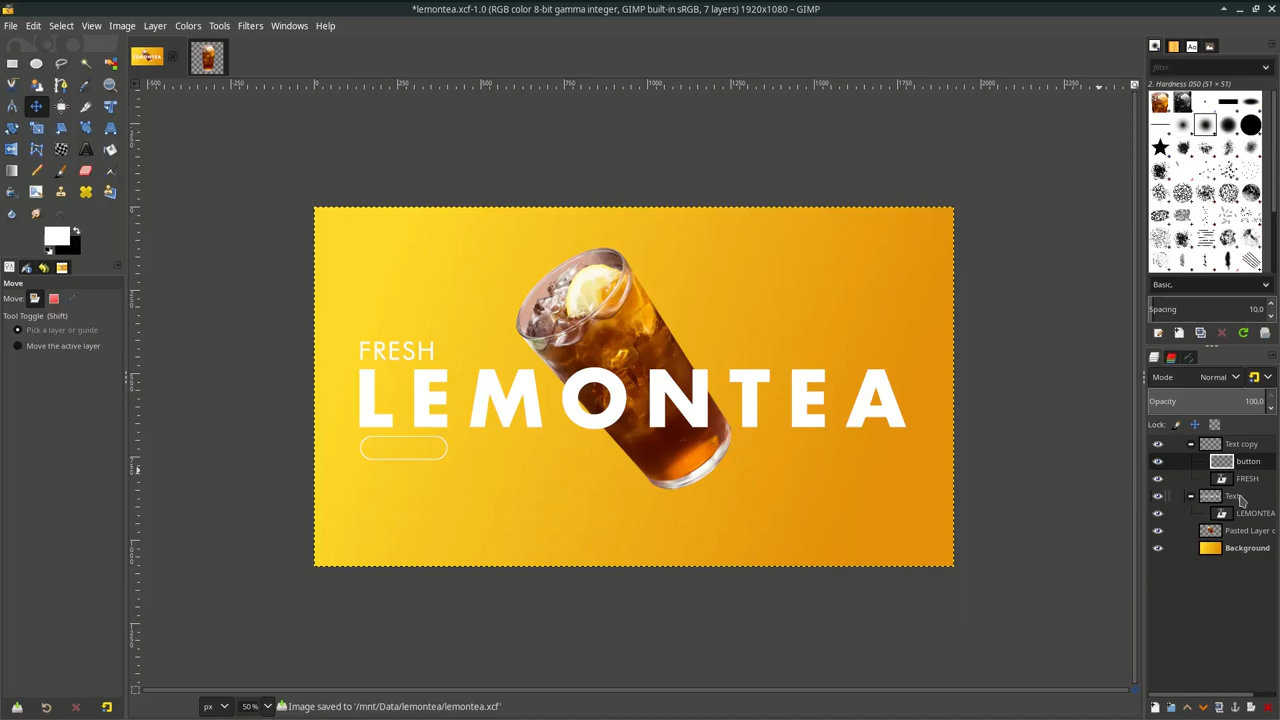 *lemontea.xcf-1.0 (RGB color 8-bit gamma integer, GIMP built-in sRGB, 7 layers) 1920x1080 – GIMP
File Edit Select View Image Layer Colors Tools Filters Windows Help
filter
2. Hardness 050 (51 × 51)
Move
Move:
Tool Toggle (Shift)
Pick a layer or guide
Move the active layer
FRESH
LEMONTEA
Basic,
Spacing 10,0
Mode Normal
Opacity 100,0
Lock:
Text copy
button
FRESH
Text
LEMONTEA
Pasted Layer c
Background
px 50% Image saved to '/mnt/Data/lemontea/lemontea.xcf'